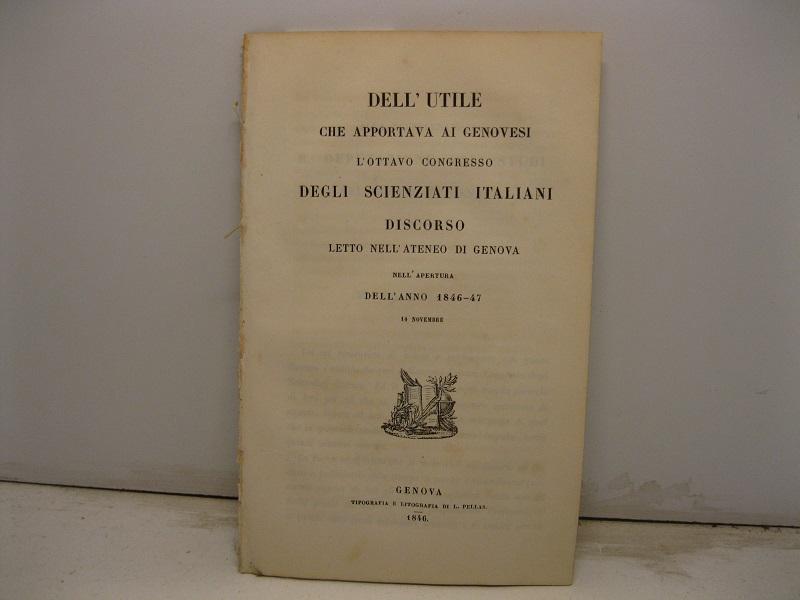 DELL' UTILE
CHE APPORTAVA AI GENOVESI
L'OTTAVO CONGRESSO
DEGLI SCIENZIATI ITALIANI
DISCORSO
LETTO NELL'ATENEO DI GENOVA
NELL'APERTURA
DELL'ANNO 1846-47
14 NOVEMBRE
GENOVA
TIPOGRAFIA E LITOGRAFIA DI L. PELLAS.
1846.